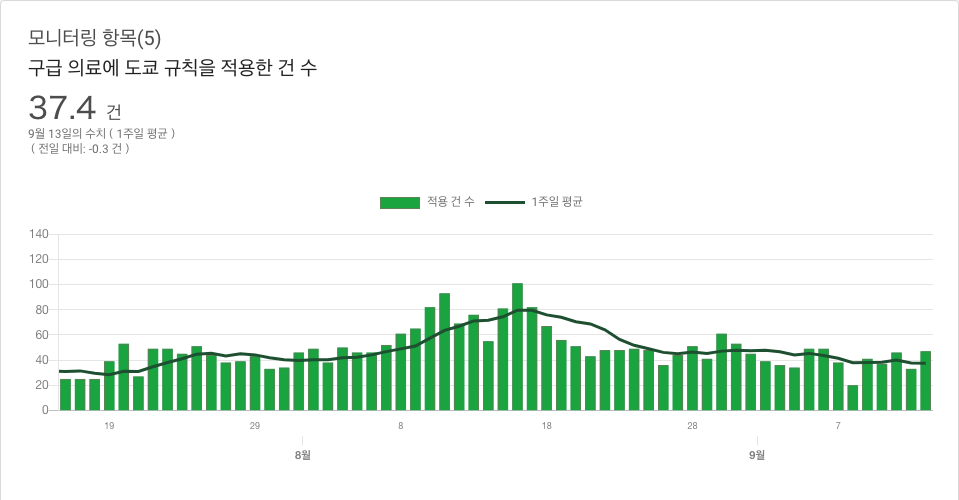 모니터링 항목(5)
구급 의료에 도쿄 규칙을 적용한 건 수
37.4 건
9월 13일의 수치 ( 1주일 평균 )
( 전일 대비: -0.3 건 )
적용 건 수 1주일 평균
140
120
100
80
60
40
20
0
19 29 8 18 28 7
8월 9월